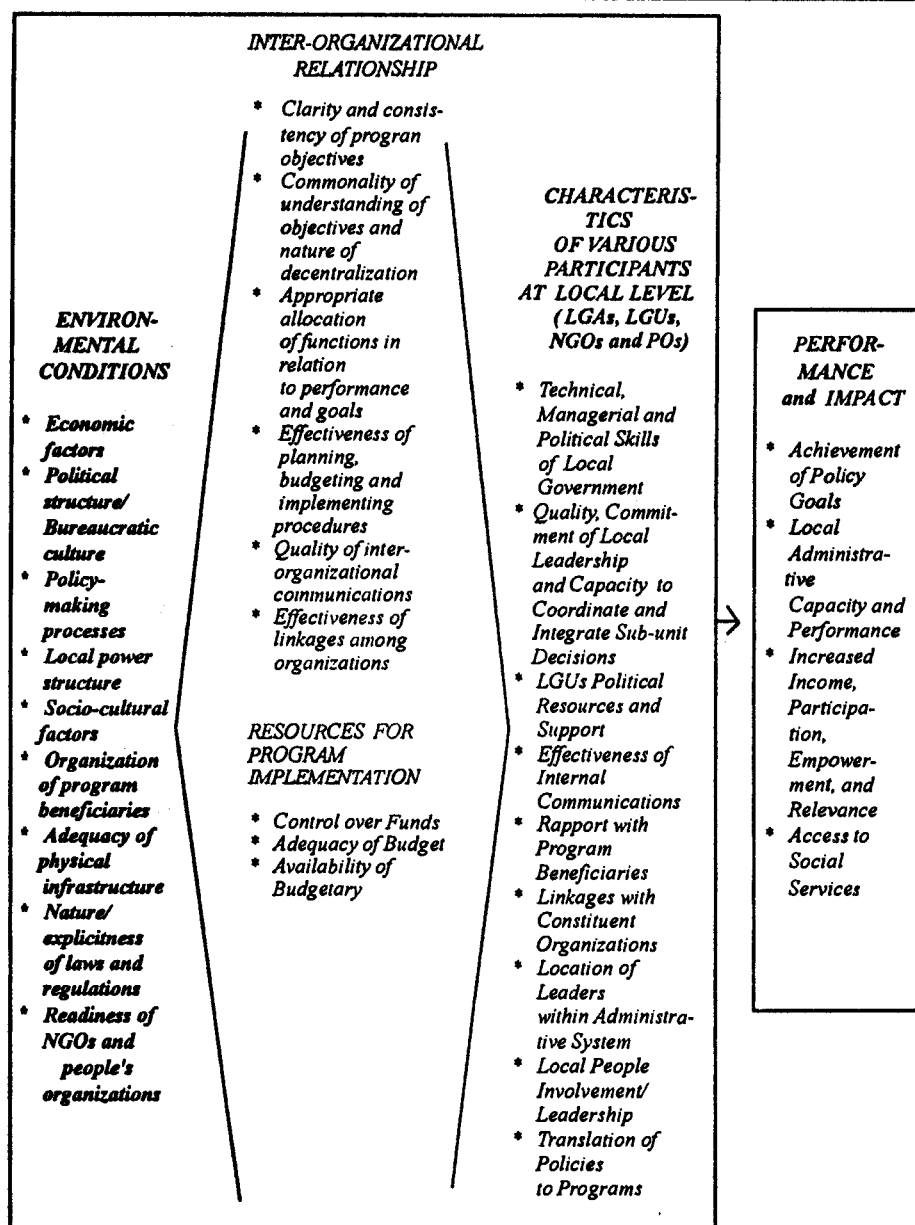 ENVIRON-
MENTAL
CONDITIONS
* Economic
factors
* Political
structure/
Bureaucratic
culture
* Policy-
making
processes
* Local power
structure
* Socio-cultural
factors
* Organization
of program
beneficiaries
* Adequacy of
physical
infrastructure
* Nature/
explicitness
of laws and
regulations
* Readiness of
NGOs and
people's
organizations
INTER-ORGANIZATIONAL
RELATIONSHIP
* Clarity and consis-
tency of progran
objectives
* Commonality of
understanding of
objectives and
nature of
decentralization
* Appropriate
allocation
of functions in
relation
to performance
and goals
* Effectiveness of
planning,
budgeting and
implementing
procedures
* Quality of inter-
organizational
communications
* Effectiveness of
linkages among
organizations
RESOURCES FOR
PROGRAM
IMPLEMENTATION
* Control over Funds
* Adequacy of Budget
* Availability of
Budgetary
CHARACTERIS-
TICS
OF VARIOUS
PARTICIPANTS
AT LOCAL LEVEL
(LGAs, LGUs,
NGOs and POs)
* Technical,
Managerial and
Political Skills
of Local
Government
* Quality, Commit-
ment of Local
Leadership
and Capacity to
Coordinate and
Integrate Sub-unit
Decisions
* LGUs Political
Resources and
Support
* Effectiveness of
Internal
Communications
* Rapport with
Program
Beneficiaries
* Linkages with
Constituent
Organizations
* Location of
Leaders
within Administra-
tive System
* Local People
Involvement/
Leadership
* Translation of
Policies
to Programs
PERFOR-
MANCE
and IMPACT
* Achievement
of Policy
Goals
* Local
Administra-
tive
Capacity and
Performance
* Increased
Income,
Participa-
tion,
Empower-
ment, and
Relevance
* Access to
Social
Services